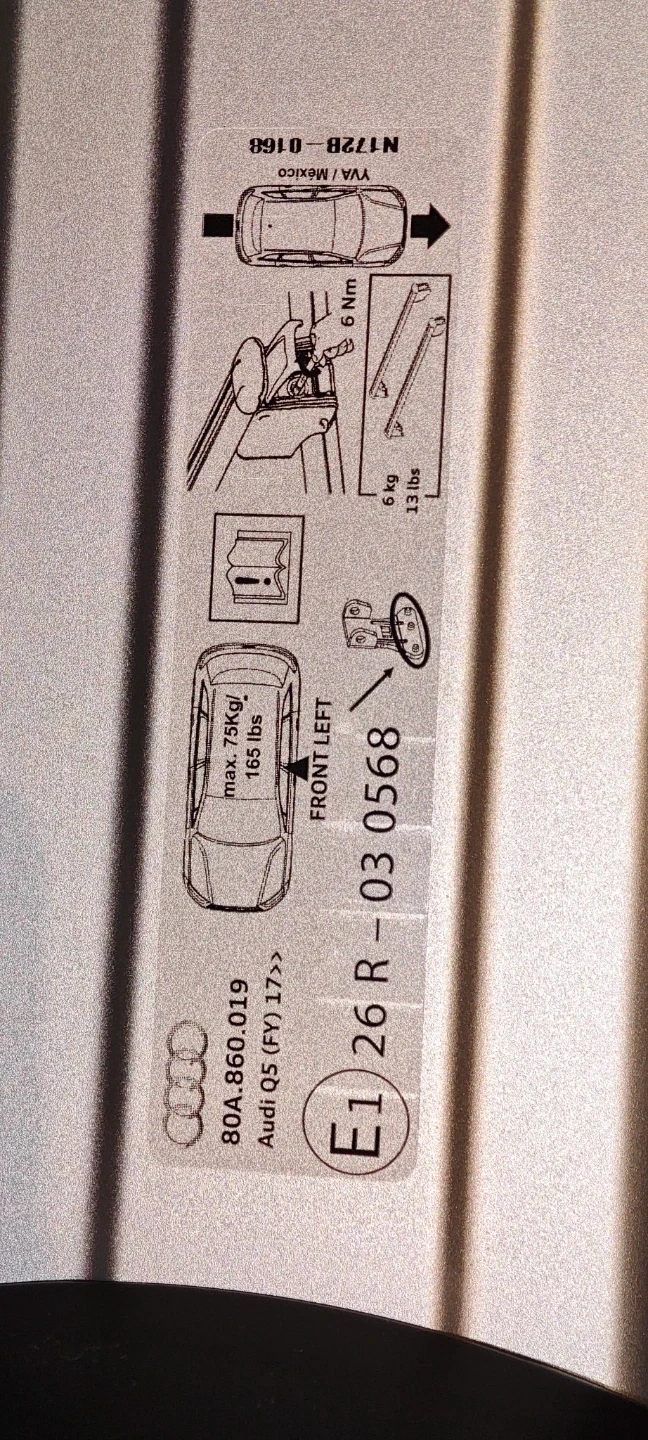 80A.860.019
Audi Q5 (FY) 17>>
E1 26 R – 03 0568
max. 75Kg/
165 lbs
FRONT LEFT
!
6 Nm
6 kg
13 lbs
YVA / México
N172B-0168